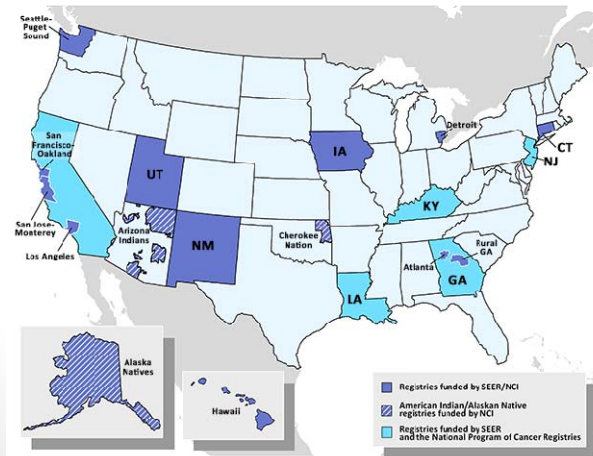 Seattle-
Puget
Sound
San
Francisco-
Oakland
San Jose-
Monterey
Los Angeles
UT
Arizona
Indians
NM
IA
Cherokee
Nation
Detroit
CT
NJ
KY
Rural
GA
Atlanta
GA
LA
Alaska
Natives
Hawaii
Registries funded by SEER/NCI
American Indian/Alaskan Native
registries funded by NCI
Registries funded by SEER
and the National Program of Cancer Registries